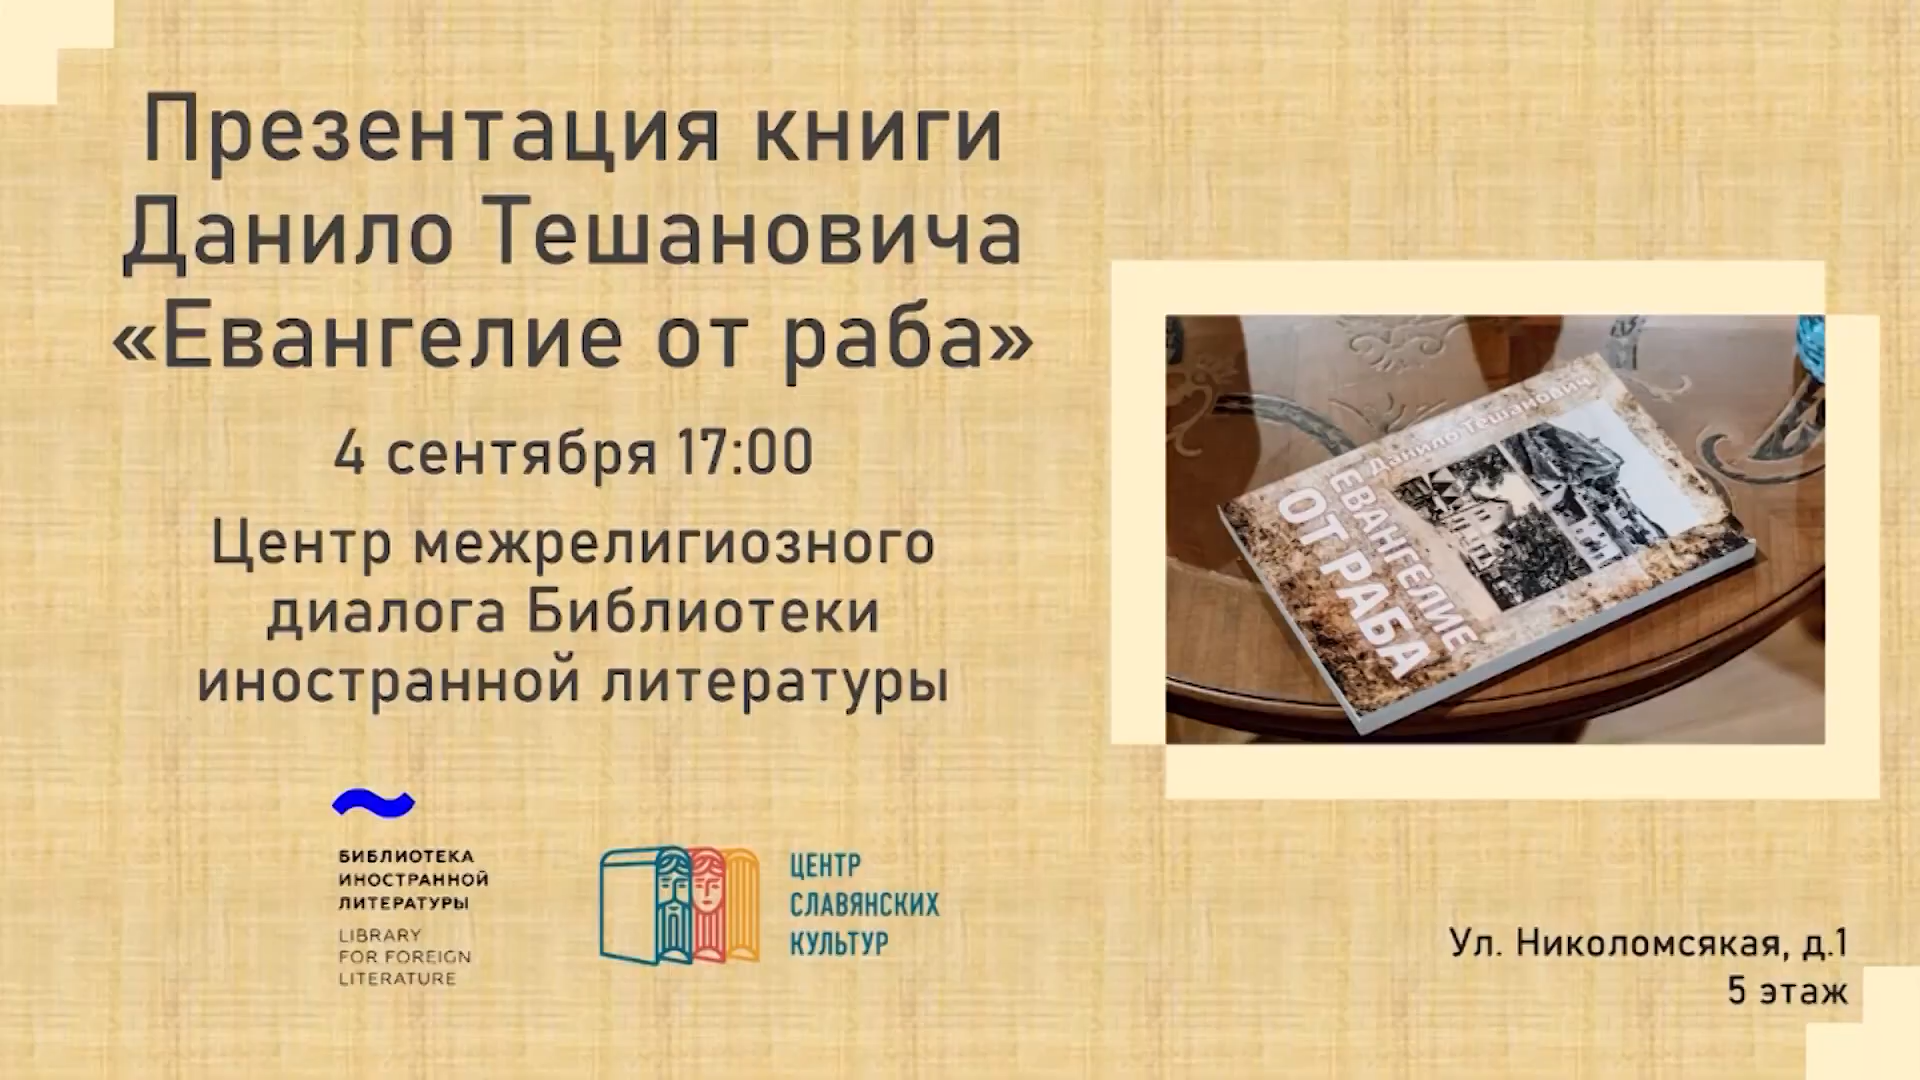 Презентация книги
Данило Тешановича
«Евангелие от раба»
4 сентября 17:00
Центр межрелигиозного
диалога Библиотеки
иностранной литературы
Данило Тешанович
ЕВАНГЕЛИЕ
ОТ РАБА
БИБЛИОТЕКА
ИНОСТРАННОЙ
ЛИТЕРАТУРЫ
LIBRARY
FOR FOREIGN
LITERATURE
ЦЕНТР
СЛАВЯНСКИХ
КУЛЬТУР
Ул. Николомсякая, д.1
5 этаж